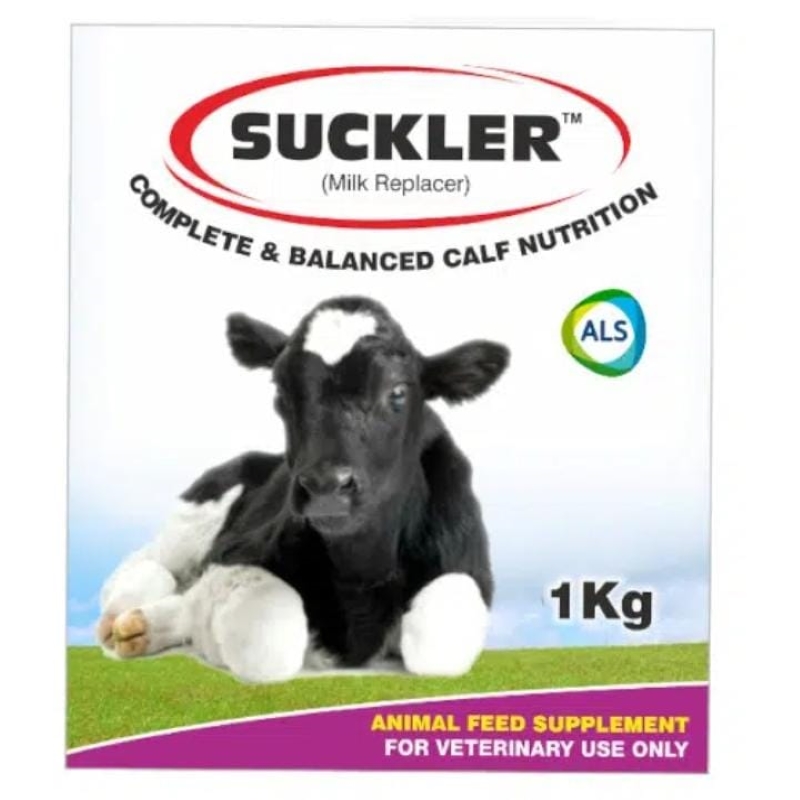 SUCKLER™
(Milk Replacer)
COMPLETE & BALANCED CALF NUTRITION
ALS
1Kg
ANIMAL FEED SUPPLEMENT
FOR VETERINARY USE ONLY